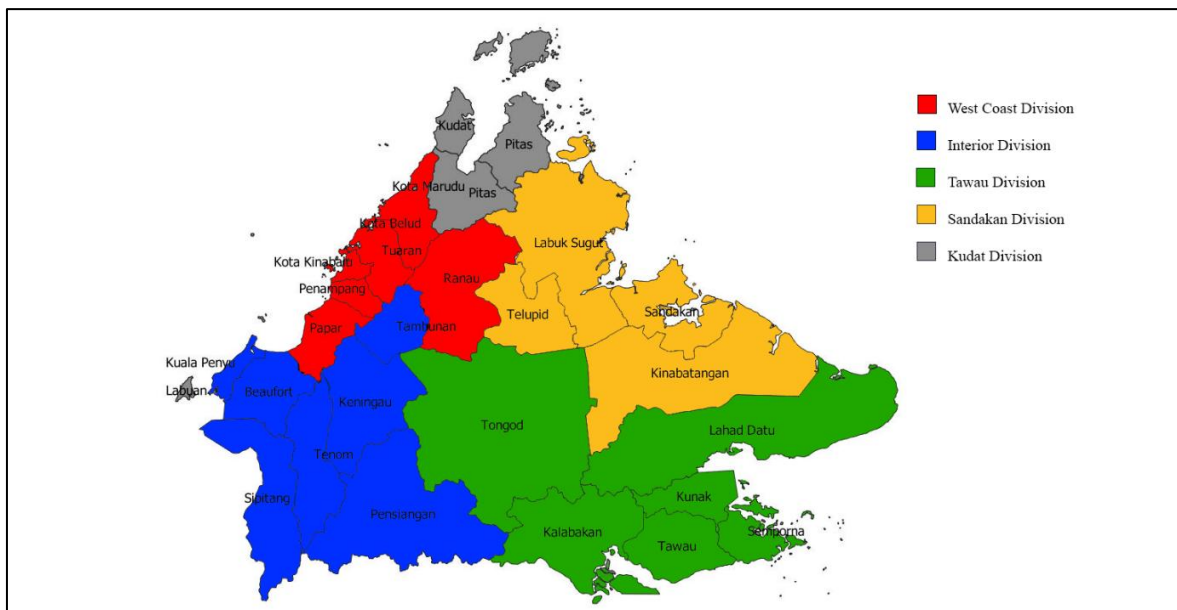 West Coast Division
Interior Division
Tawau Division
Sandakan Division
Kudat Division
Kudat
Pitas
Kota Marudu
Pitas
Kota Belud
Tuaran
Labuk Sugut
Kota Kinabalu
Ranau
Penampang
Telupid
Sandakan
Papar
Tambunan
Kuala Penyu
Kinabatangan
Labuan
Beaufort
Keningau
Tongod
Lahad Datu
Tenom
Sipitang
Kunak
Pensiangan
Kalabakan
Semporna
Tawau